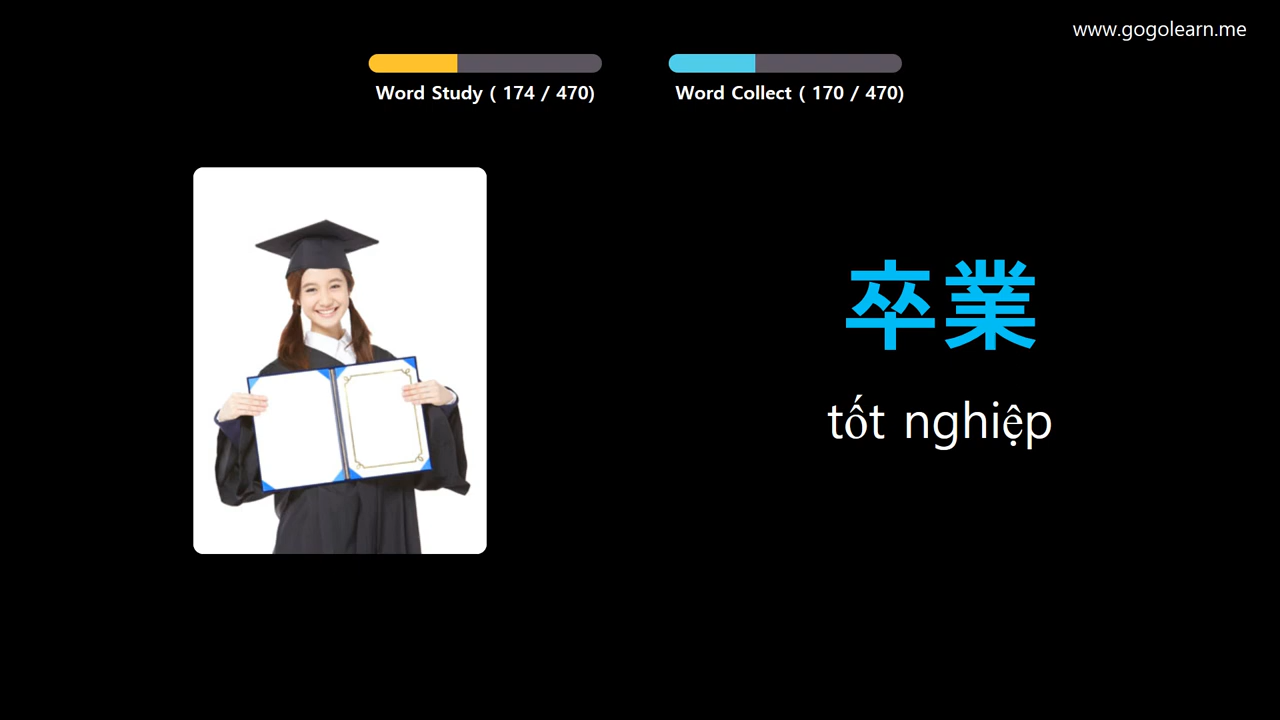 www.gogolearn.me
Word Study ( 174 / 470)
Word Collect ( 170 / 470)
卒業
tốt nghiệp